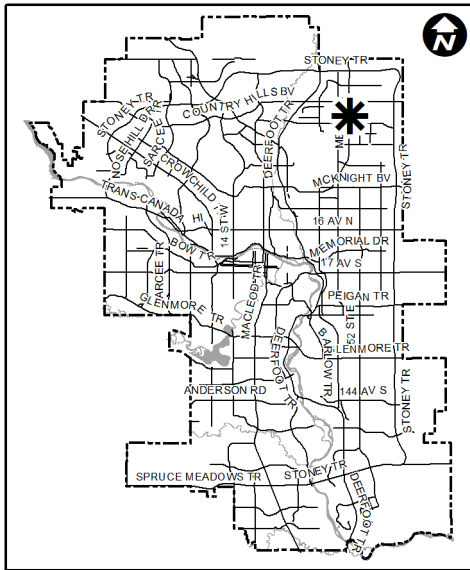 N
STONEY TR
COUNTRY HILLS BV
STONEY TR
NOSE HILL DR
SARCEE TR
DEERFOOT TR
ME
CROWCHILD
MCKNIGHT BV
STONEY TR
TRANS-CANADA HI
14 ST W
16 AV N
BOW TR
MEMORIAL DR
17 AV S
SARCEE TR
MACLEOD TR
PEIGAN TR
GLENMORE TR
52 ST E
DEERFOOT TR
BARLOW TR
LENMORE TR
ANDERSON RD
144 AV S
STONEY TR
SPRUCE MEADOWS TR
STONEY TR
DEERFOOT TR